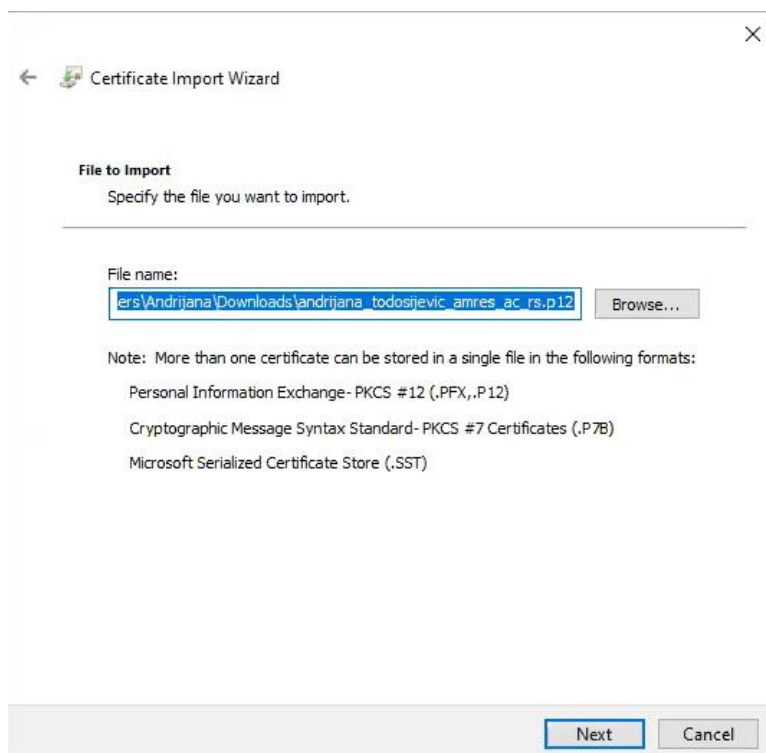 Certificate Import Wizard
File to Import
Specify the file you want to import.
File name:
ers\Andrijana\Downloads\andrijana_todosijevic_amres_ac_rs.p12
Browse...
Note: More than one certificate can be stored in a single file in the following formats:
Personal Information Exchange- PKCS #12 (.PFX,.P12)
Cryptographic Message Syntax Standard- PKCS #7 Certificates (.P7B)
Microsoft Serialized Certificate Store (.SST)
Next
Cancel